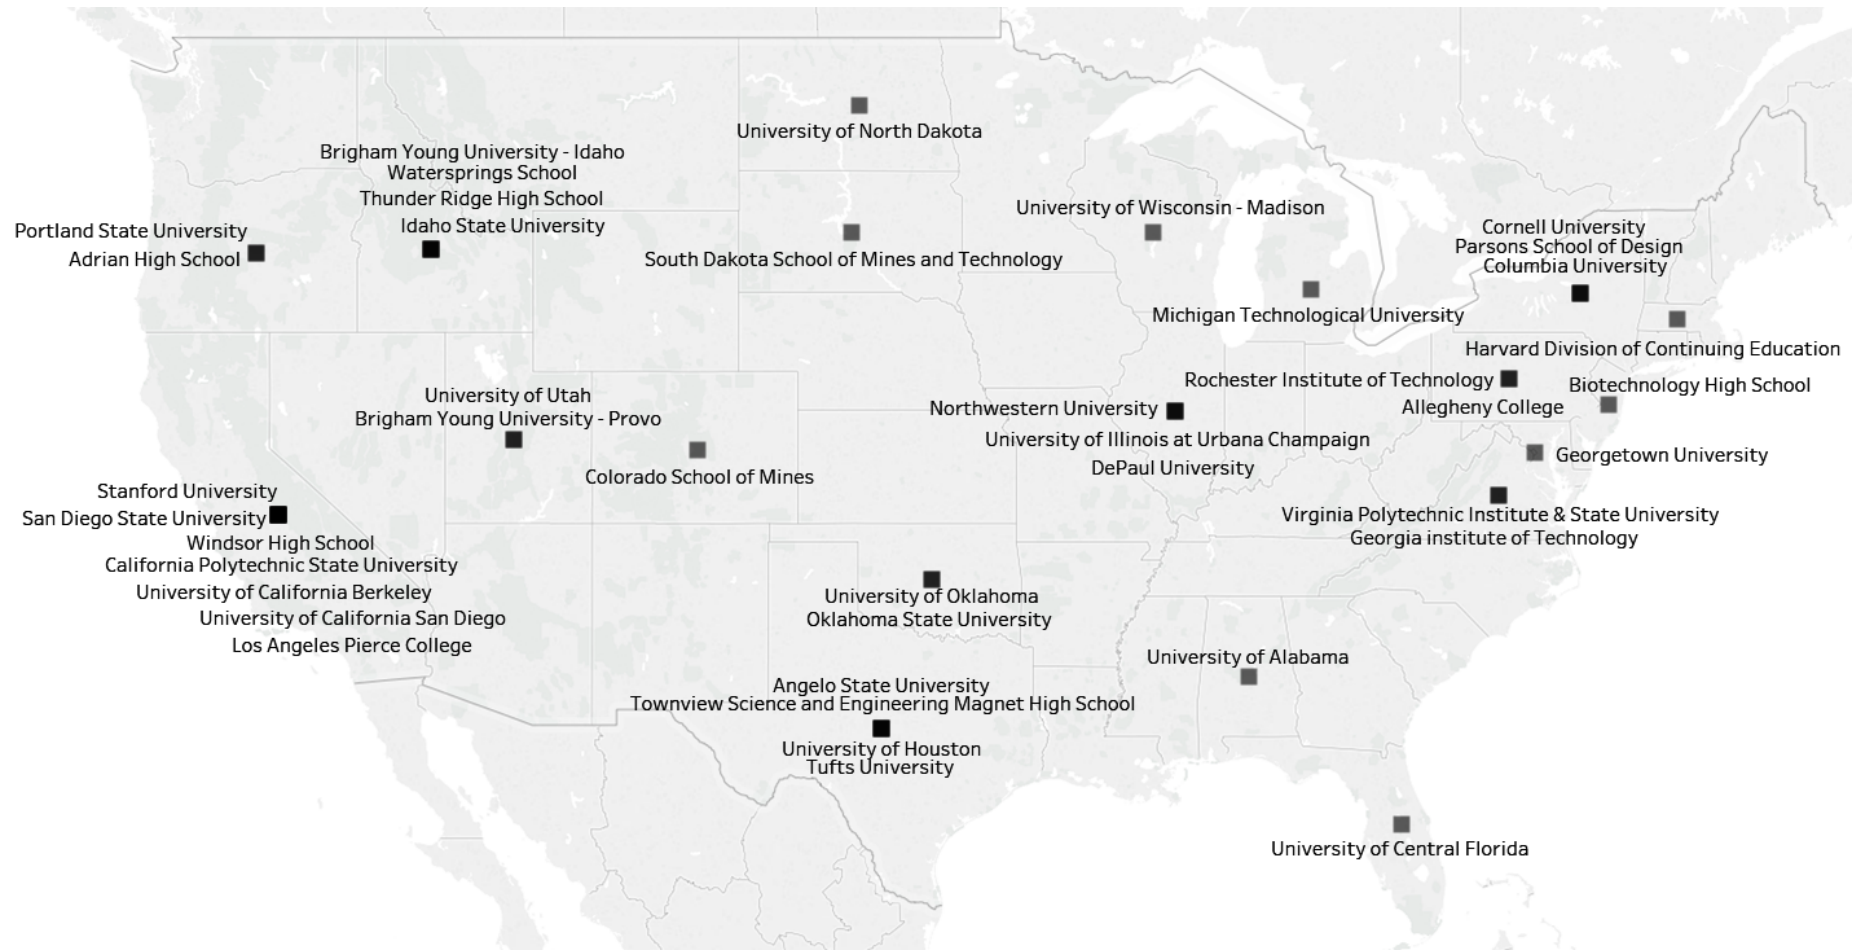 University of North Dakota
Brigham Young University - Idaho
Watersprings School
Thunder Ridge High School
Idaho State University
Portland State University
Adrian High School
South Dakota School of Mines and Technology
University of Wisconsin - Madison
Michigan Technological University
Cornell University
Parsons School of Design
Columbia University
Harvard Division of Continuing Education
Rochester Institute of Technology
Allegheny College
Biotechnology High School
Georgetown University
Northwestern University
University of Illinois at Urbana Champaign
DePaul University
University of Utah
Brigham Young University - Provo
Colorado School of Mines
Stanford University
San Diego State University
Windsor High School
California Polytechnic State University
University of California Berkeley
University of California San Diego
Los Angeles Pierce College
Virginia Polytechnic Institute & State University
Georgia institute of Technology
University of Oklahoma
Oklahoma State University
University of Alabama
Angelo State University
Townview Science and Engineering Magnet High School
University of Houston
Tufts University
University of Central Florida